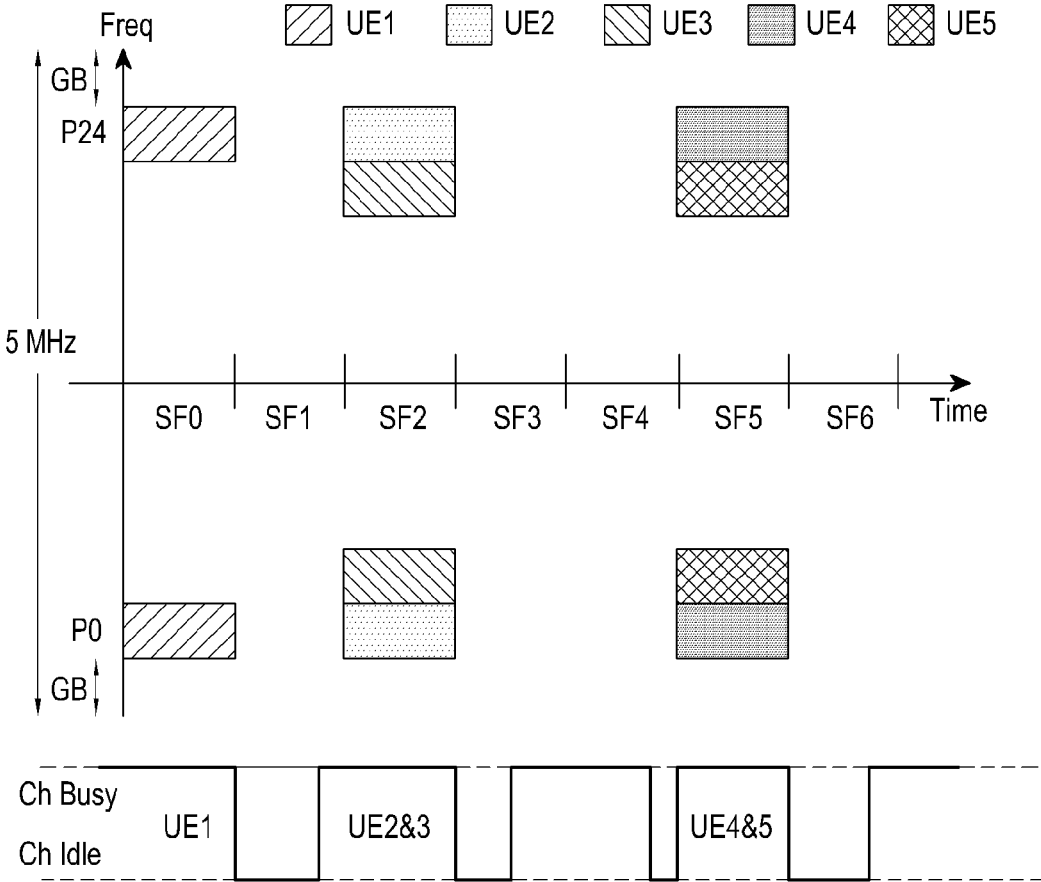 Freq UE1 UE2 UE3 UE4 UE5
GB
P24
5 MHz
SF0 SF1 SF2 SF3 SF4 SF5 SF6 Time
P0
GB
Ch Busy
UE1 UE2&3 UE4&5
Ch Idle